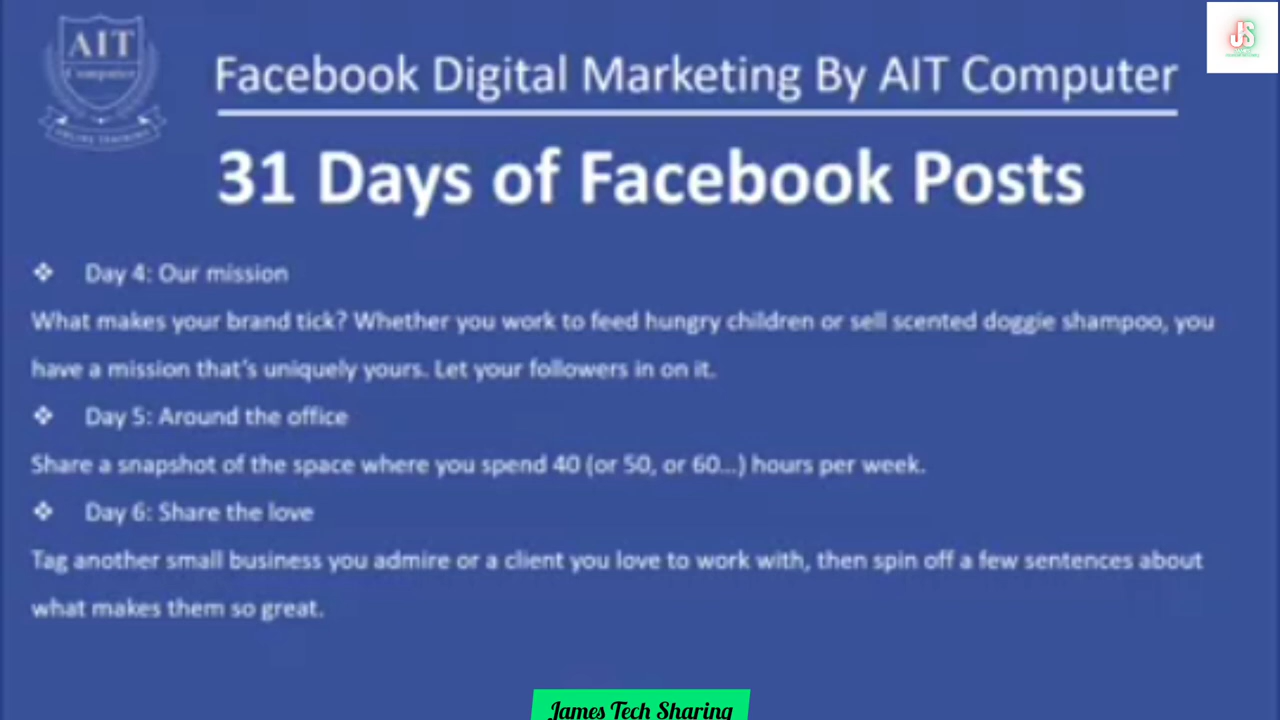 AIT
Computer
ONLINE TRAINING
JS
Facebook Digital Marketing By AIT Computer
31 Days of Facebook Posts
❖ Day 4: Our mission
What makes your brand tick? Whether you work to feed hungry children or sell scented doggie shampoo, you
have a mission that's uniquely yours. Let your followers in on it.
❖ Day 5: Around the office
Share a snapshot of the space where you spend 40 (or 50, or 60...) hours per week.
❖ Day 6: Share the love
Tag another small business you admire or a client you love to work with, then spin off a few sentences about
what makes them so great.
James Tech Sharing